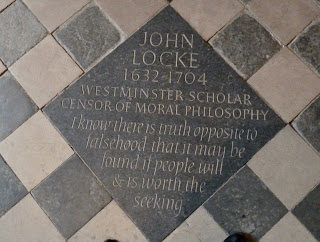 JOHN
LOCKE
1632-1704
WESTMINSTER SCHOLAR
CENSOR OF MORAL PHILOSOPHY
I know there is truth opposite to
falsehood that it may be
found if people will
& is worth the
seeking